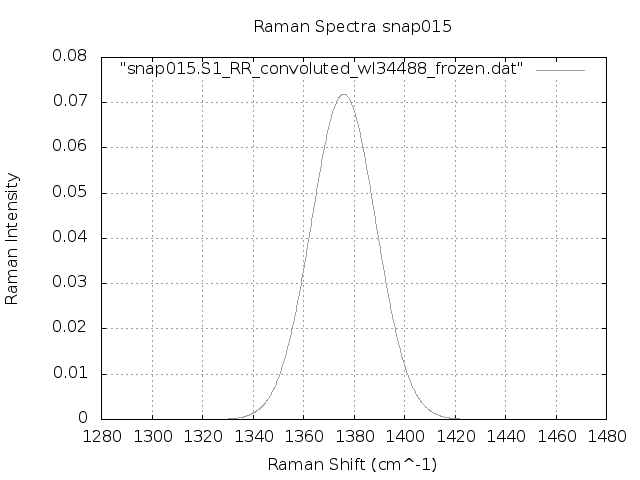 Raman Spectra snap015
"snap015.S1_RR_convoluted_wl34488_frozen.dat"
0.08
0.07
0.06
0.05
0.04
0.03
0.02
0.01
0
Raman Intensity
1280 1300 1320 1340 1360 1380 1400 1420 1440 1460 1480
Raman Shift (cm^-1)